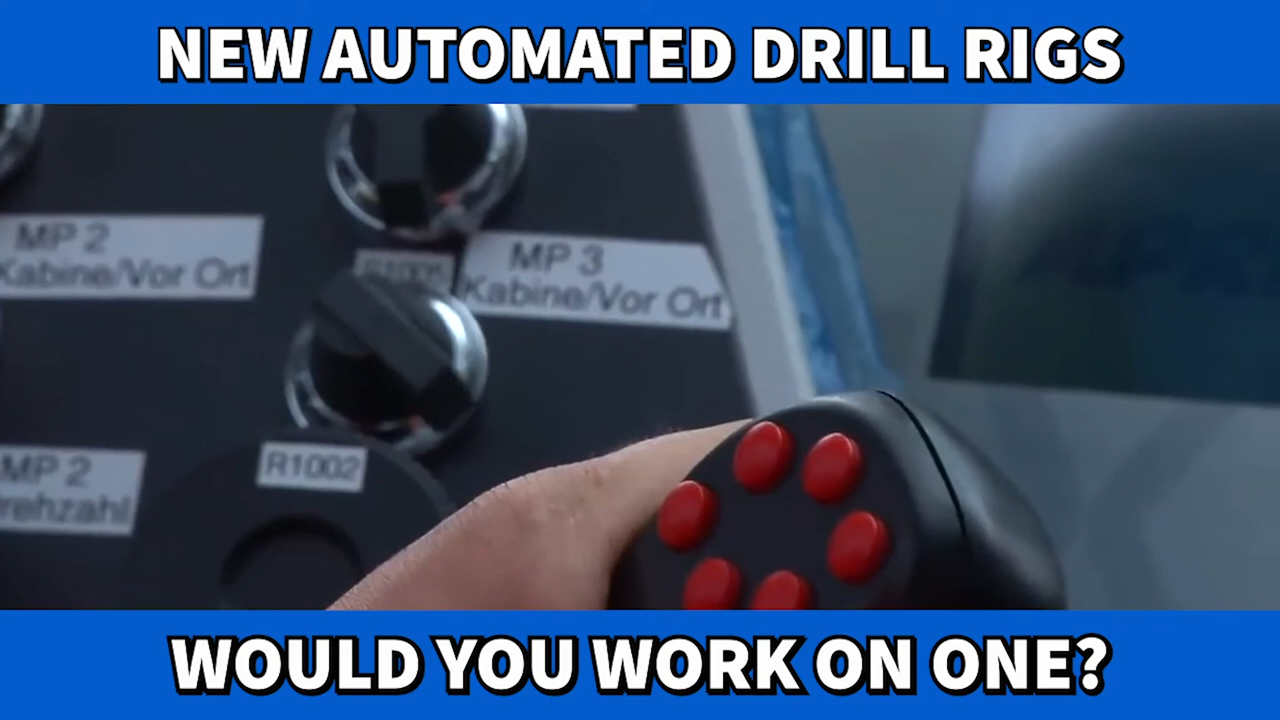 NEW AUTOMATED DRILL RIGS
MP 2
Kabine/Vor Ort
MP 3
Kabine/Vor Ort
MP 2
R1002
WOULD YOU WORK ON ONE?